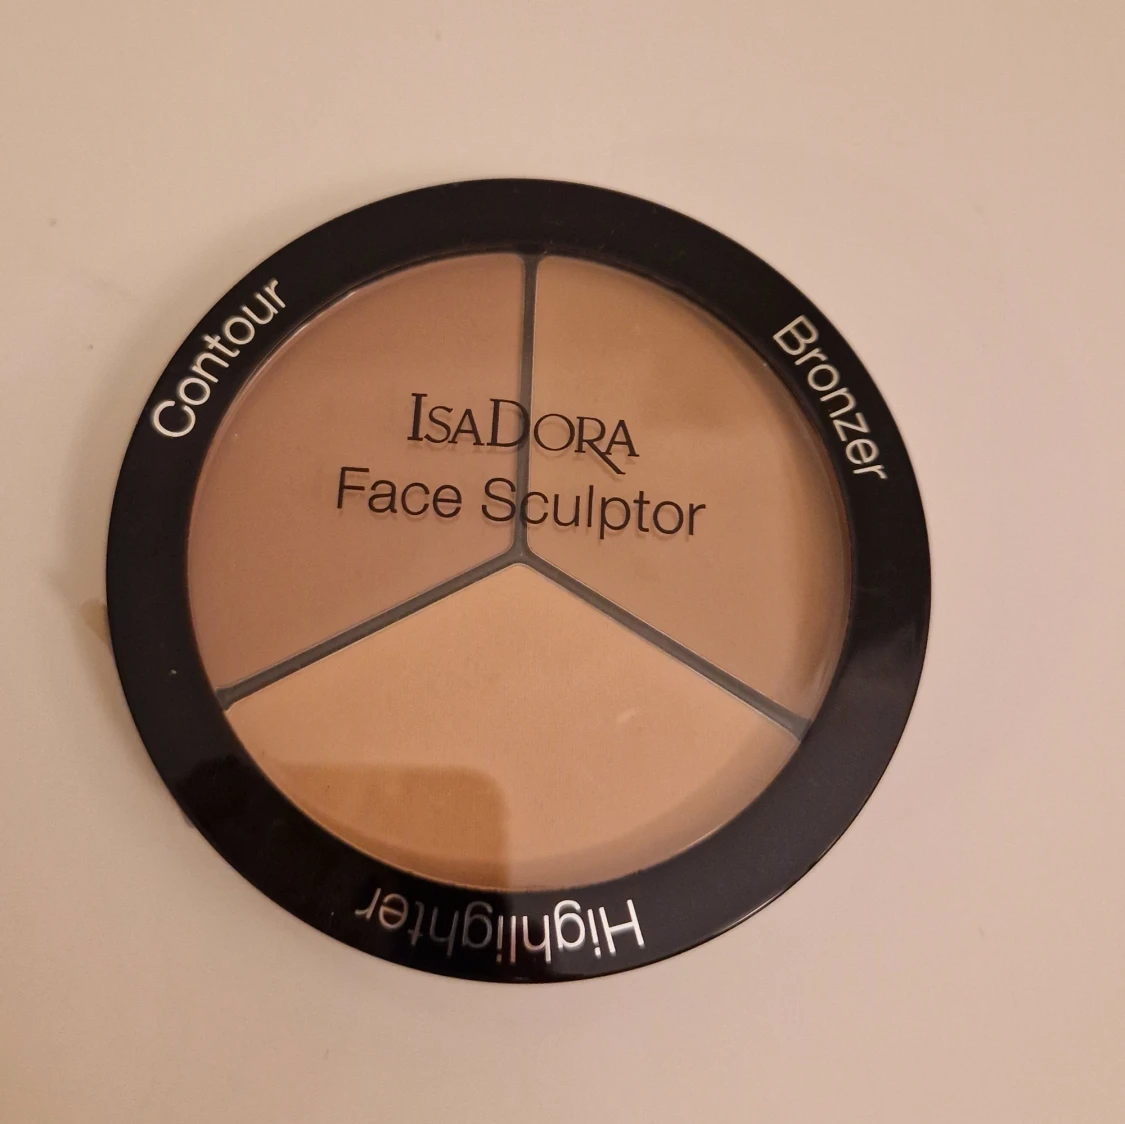 Contour
Bronzer
IsaDora
Face Sculptor
Highlighter